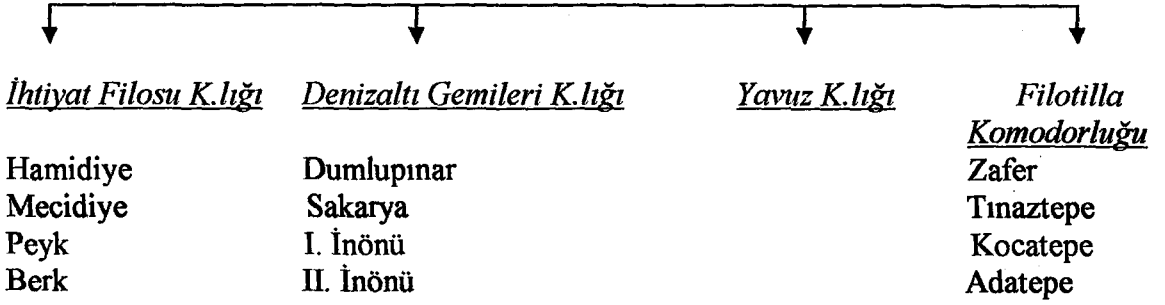 İhtiyat Filosu K.lığı Denizaltı Gemileri K.lığı Yavuz K.lığı Filotilla
Komodorluğu
Hamidiye Dumlupınar Zafer
Mecidiye Sakarya Tınaztepe
Peyk I. İnönü Kocatepe
Berk II. İnönü Adatepe